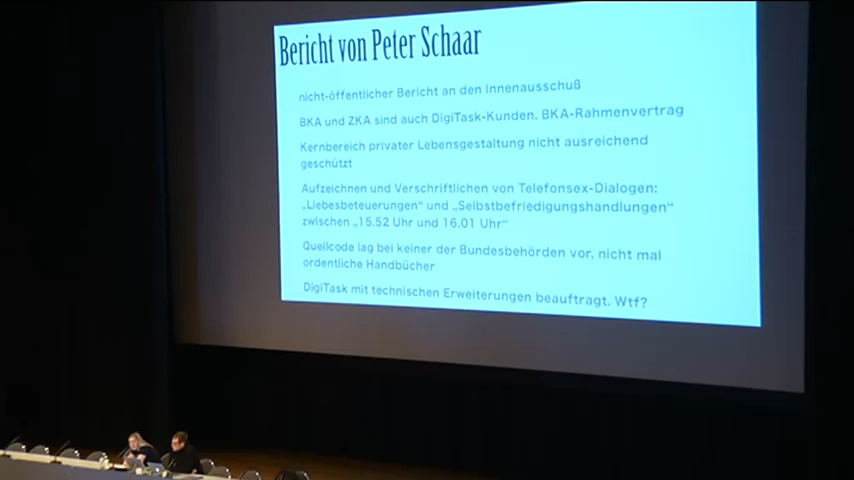 Bericht von Peter Schaar
nicht-öffentlicher Bericht an den Innenausschuß
BKA und ZKA sind auch DigiTask-Kunden. BKA-Rahmenvertrag
Kernbereich privater Lebensgestaltung nicht ausreichend
geschützt
Aufzeichnen und Verschriftlichen von Telefonsex-Dialogen:
„Liebesbeteuerungen“ und „Selbstbefriedigungshandlungen“
zwischen „15.52 Uhr und 16.01 Uhr“
Quellcode lag bei keiner der Bundesbehörden vor, nicht mal
ordentliche Handbücher
DigiTask mit technischen Erweiterungen beauftragt. Wtf?